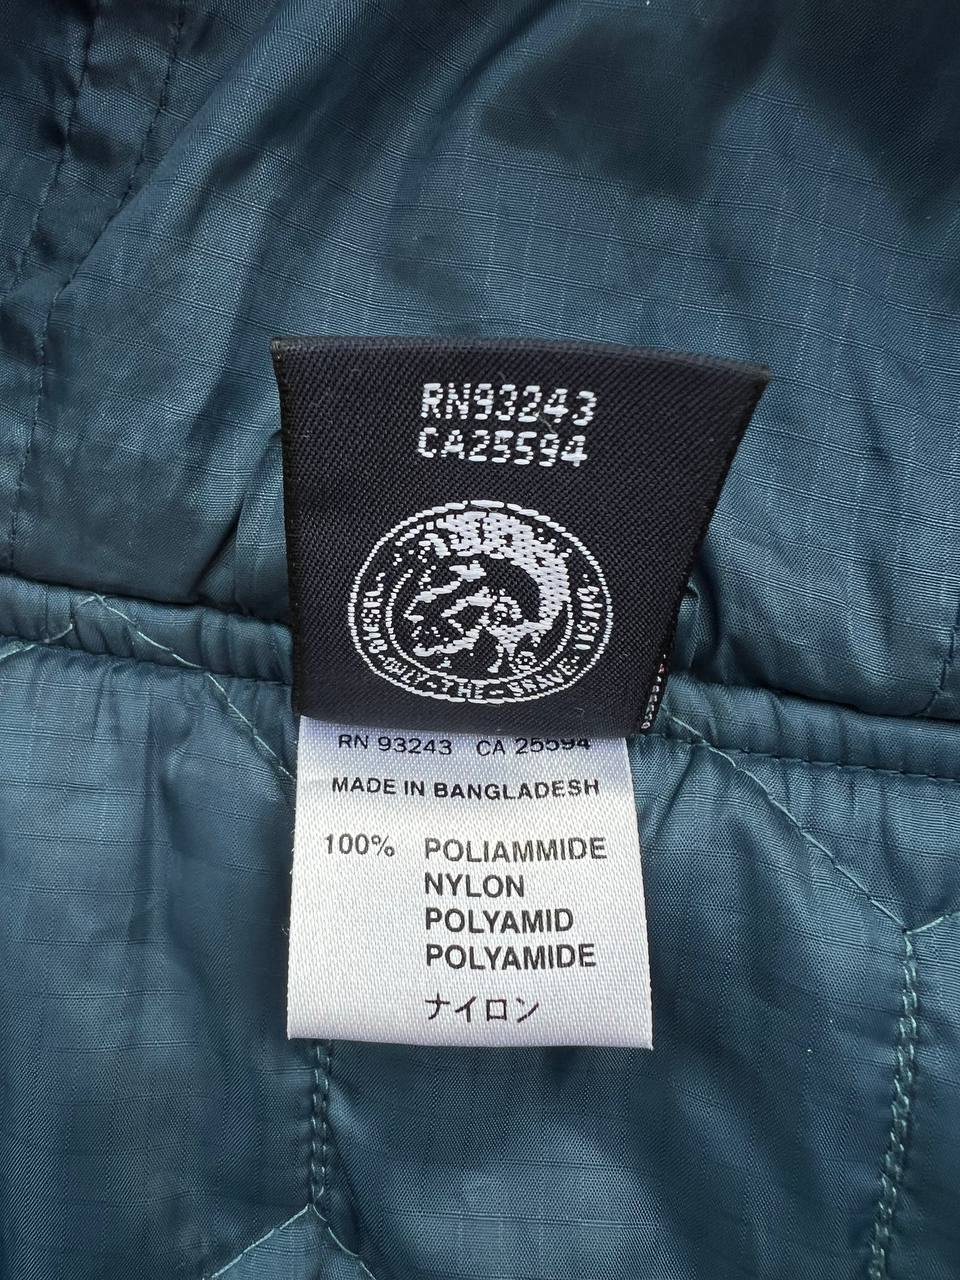 RN93243
CA25594
DIESEL
ONLY-THE-BRAVE
RN 93243 CA 25594
MADE IN BANGLADESH
100% POLIAMMIDE
NYLON
POLYAMID
POLYAMIDE
ナイロン